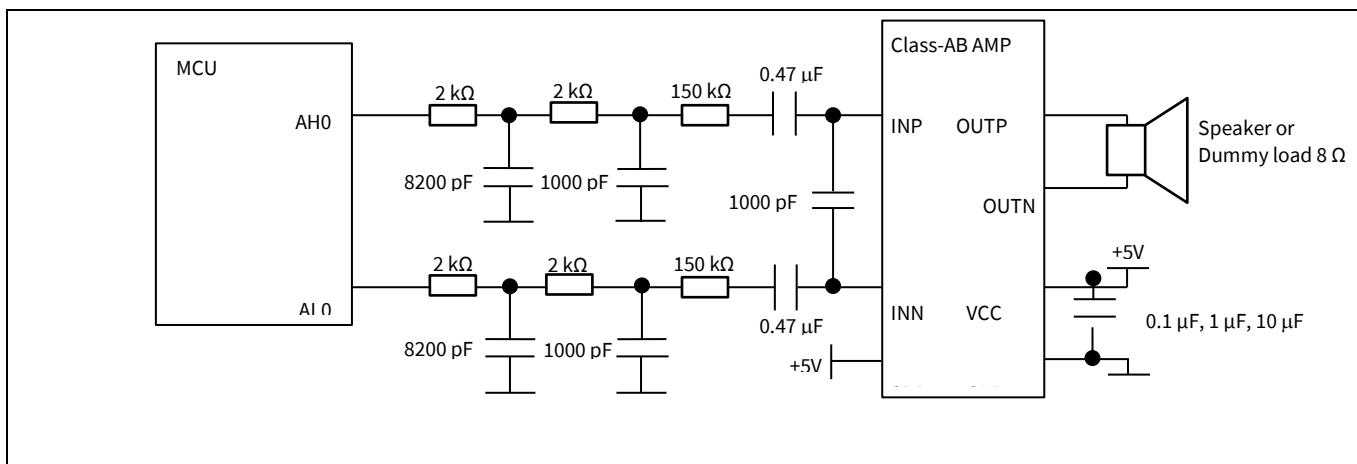 MCU
Class-AB AMP
0.47 µF
2 kΩ
2 kΩ
150 kΩ
AH0
INP
OUTP
Speaker or
Dummy load 8 Ω
8200 pF
1000 pF
1000 pF
OUTN
2 kΩ
2 kΩ
150 kΩ
+5V
AL0
INN
VCC
0.1 µF, 1 µF, 10 µF
0.47 µF
8200 pF
1000 pF
+5V